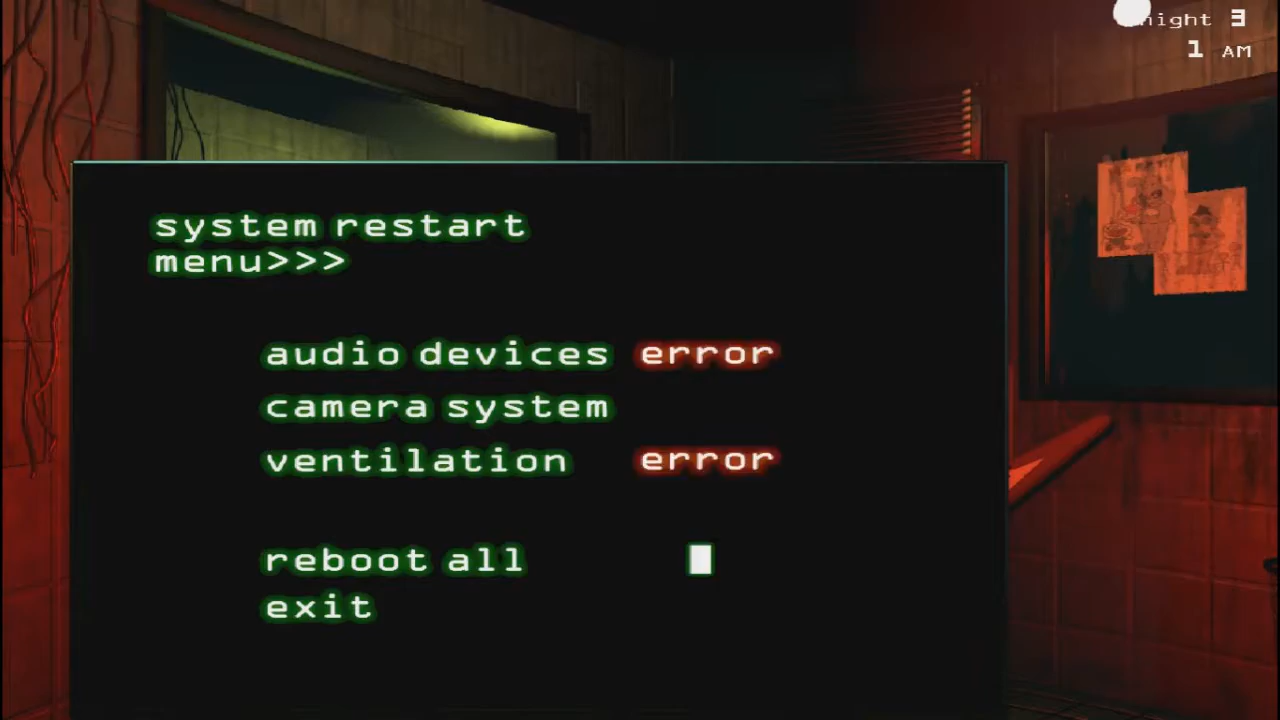 night 3
1 AM
system restart
menu>>>
audio devices error
camera system
ventilation error
reboot all
exit